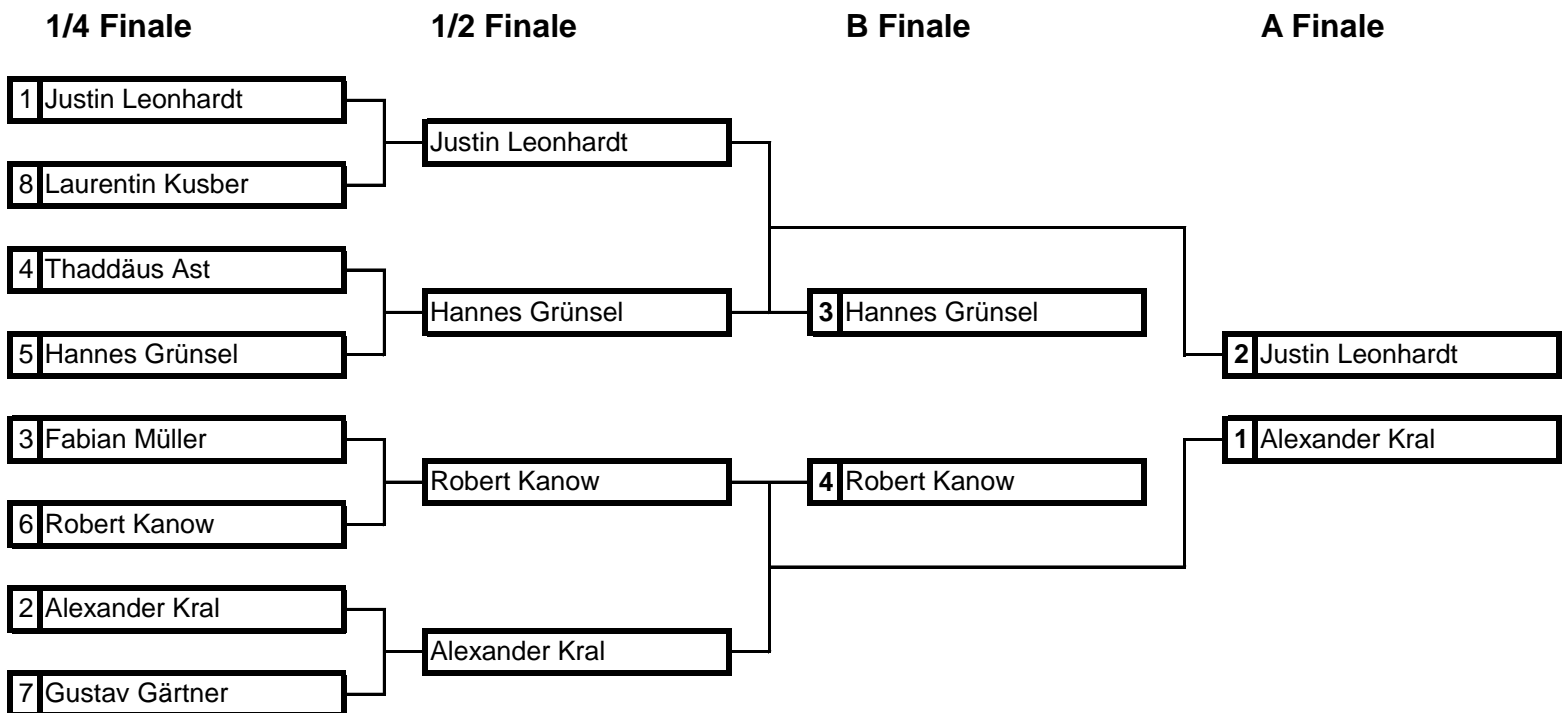 1/4 Finale 1/2 Finale B Finale A Finale
1 Justin Leonhardt
Justin Leonhardt
8 Laurentin Kusber
4 Thaddäus Ast
Hannes Grünsel 3 Hannes Grünsel
5 Hannes Grünsel 2 Justin Leonhardt
3 Fabian Müller 1 Alexander Kral
Robert Kanow 4 Robert Kanow
6 Robert Kanow
2 Alexander Kral
Alexander Kral
7 Gustav Gärtner